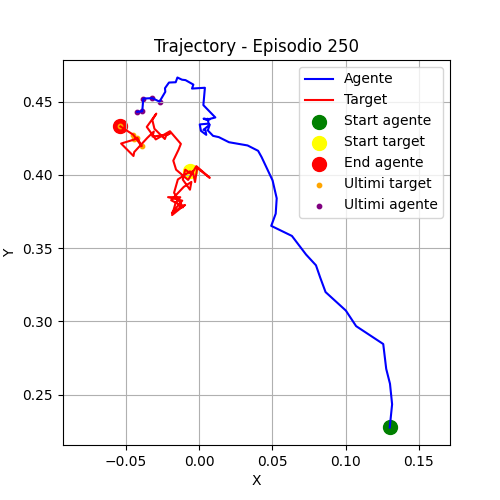 Trajectory - Episodio 250
Agente
Target
Start agente
Start target
End agente
Ultimi target
Ultimi agente
0.45
0.40
0.35
0.30
0.25
Y
−0.05
0.00
0.05
0.10
0.15
X